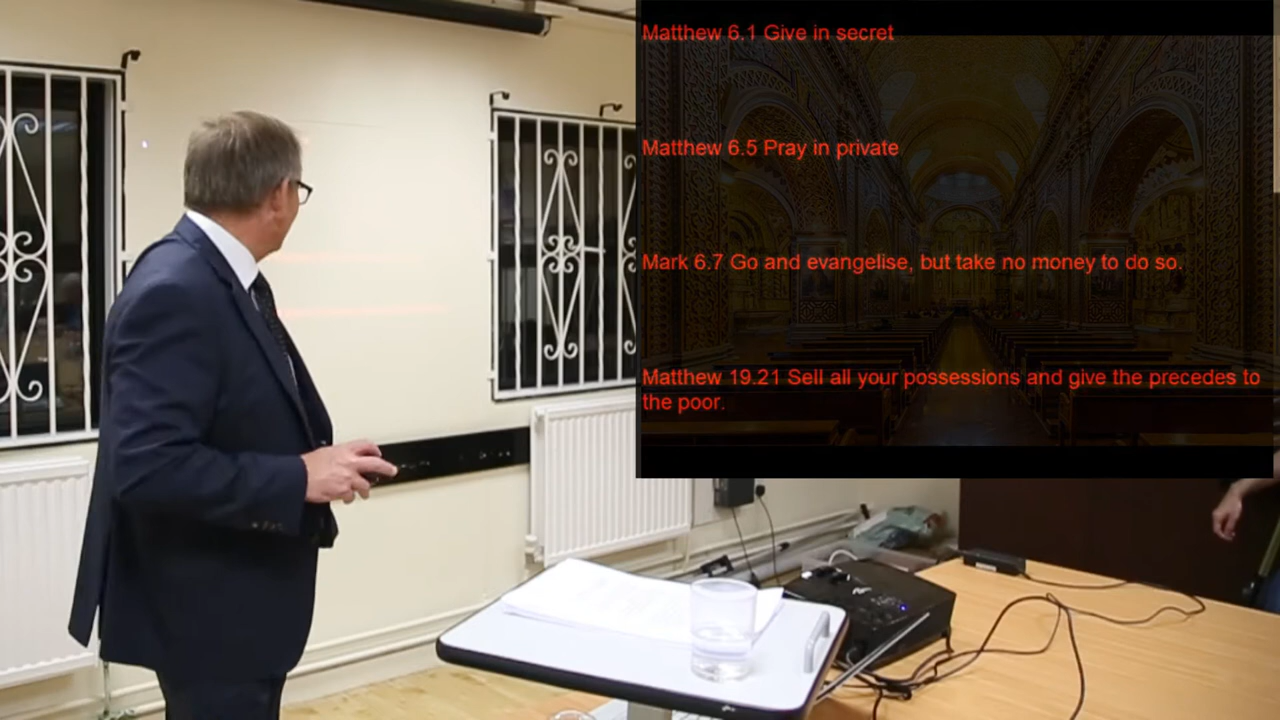 Matthew 6.1 Give in secret
Matthew 6.5 Pray in private
Mark 6.7 Go and evangelise, but take no money to do so.
Matthew 19.21 Sell all your possessions and give the precedes to
the poor.